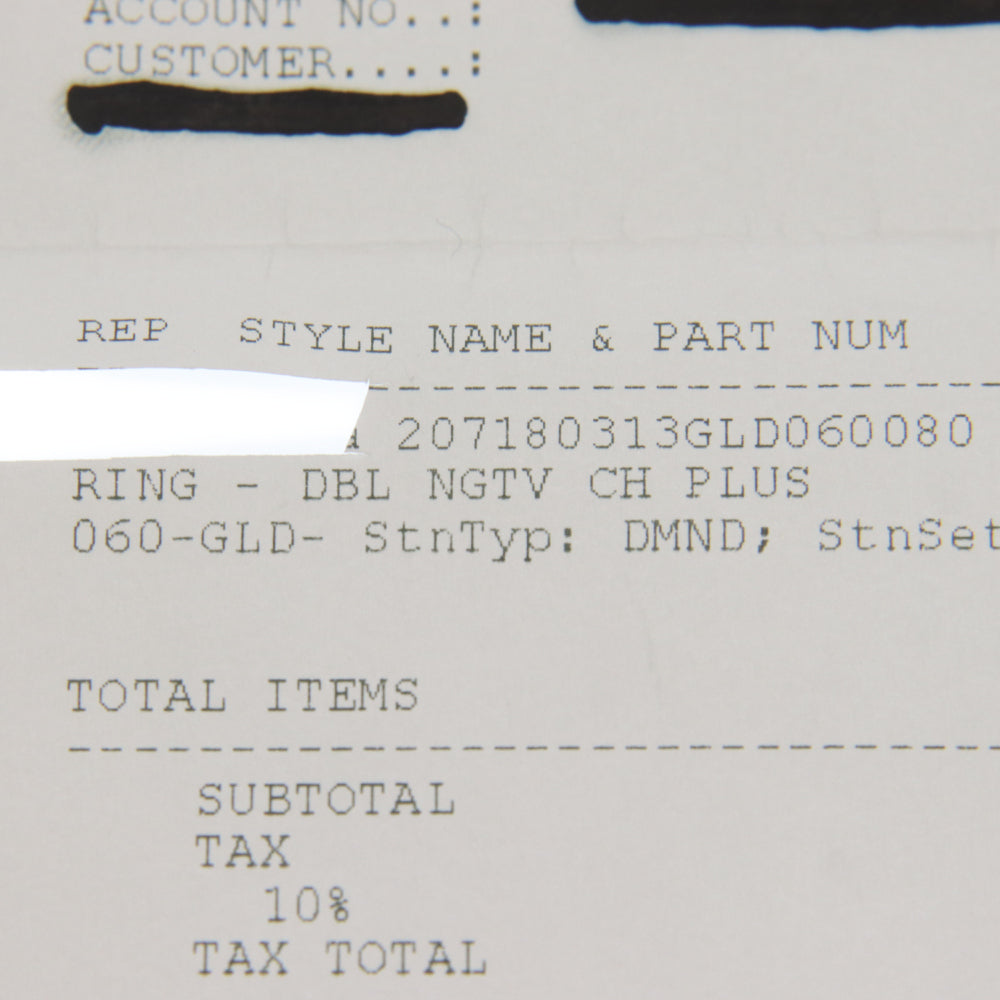 ACCOUNT NO..:
CUSTOMER....:
REP STYLE NAME & PART NUM
207180313GLD060080
RING - DBL NGTV CH PLUS
060-GLD- StnTyp: DMND; StnSet
TOTAL ITEMS
SUBTOTAL
TAX
10%
TAX TOTAL